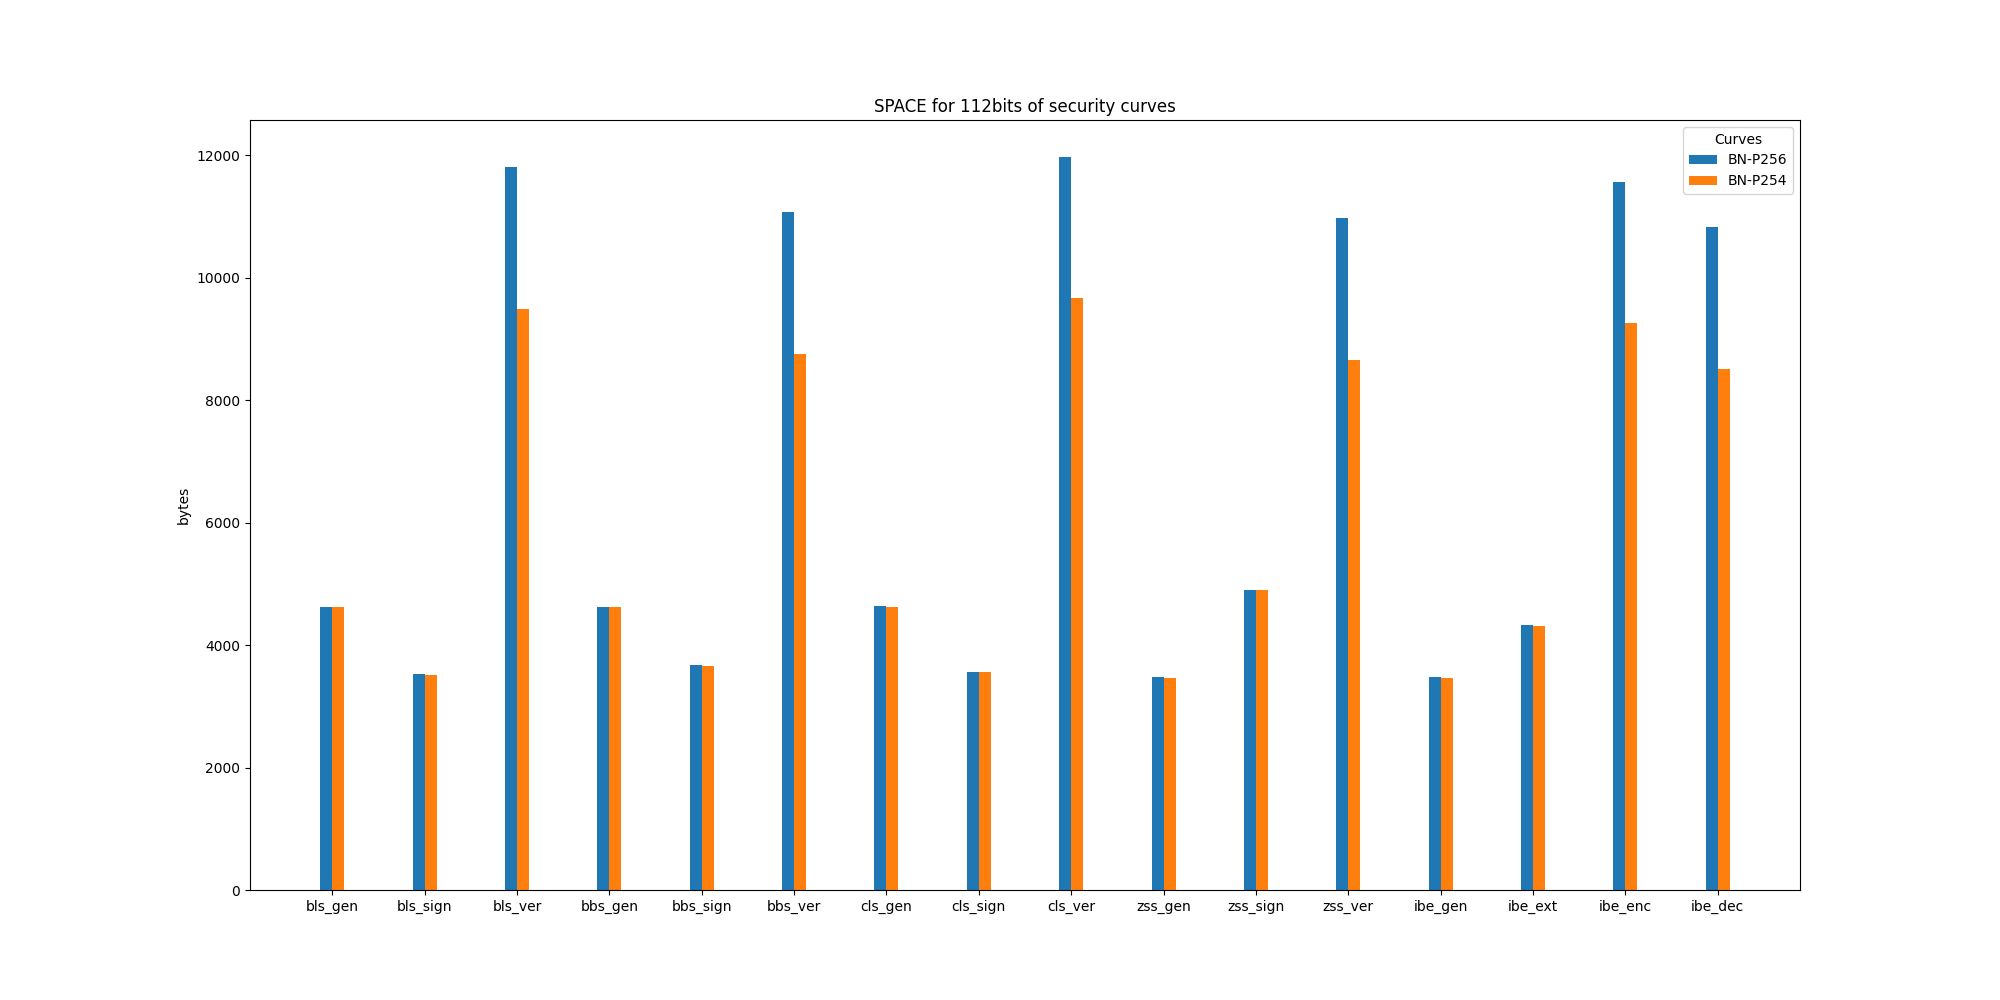 SPACE for 112bits of security curves
Curves
BN-P256
BN-P254
12000
10000
8000
6000
4000
2000
0
bytes
bls_gen bls_sign bls_ver bbs_gen bbs_sign bbs_ver cls_gen cls_sign cls_ver zss_gen zss_sign zss_ver ibe_gen ibe_ext ibe_enc ibe_dec